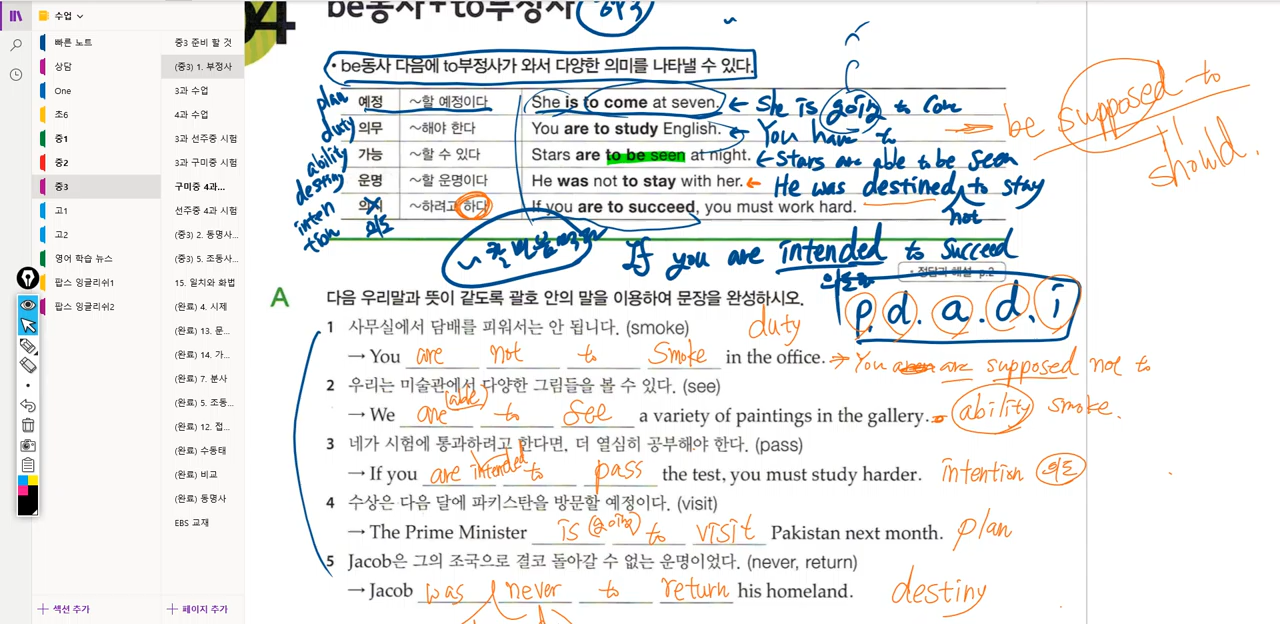 수업
빠른 노트
상담
One
초6
중1
중2
중3
고1
고2
영어 학습 뉴스
팝스 잉글리쉬1
팝스 잉글리쉬2
섹션 추가
중3 준비 할 것
(중3) 1. 부정사
3과 수업
4과 수업
3과 선주중 시험
3과 구미중 시험
구미중 4과...
선주중 4과 시험
(중3) 2. 동명사...
(중3) 5. 조동사...
15. 일치와 화법
(완료) 4. 시제
(완료) 13. 문...
(완료) 14. 가...
(완료) 7. 분사
(완료) 5. 조동...
(완료) 12. 접...
(완료) 수동태
(완료) 비교
(완료) 동명사
EBS 교재
페이지 추가
be동사+to부정사
• be동사 다음에 to부정사가 와서 다양한 의미를 나타낼 수 있다.
plan 예정 ~할 예정이다 She is to come at seven. ← She is going to come
duty 의무 ~해야 한다 You are to study English. ← You have to
be supposed to
should.
ability 가능 ~할 수 있다 Stars are to be seen at night. ← Stars are able to be seen
destiny 운명 ~할 운명이다 He was not to stay with her. ← He was destined to stay
not
intention 의지 ~하려고 하다 If you are to succeed, you must work hard.
의도
If you are intended to succeed
의도
• 정답과 해설 p.2
p. d. a. d. i
A 다음 우리말과 뜻이 같도록 괄호 안의 말을 이용하여 문장을 완성하시오.
1 사무실에서 담배를 피워서는 안 됩니다. (smoke) duty
→ You are not to smoke in the office. → You are supposed not to smoke.
2 우리는 미술관에서 다양한 그림들을 볼 수 있다. (see)
→ We are (able) to see a variety of paintings in the gallery. ability
3 네가 시험에 통과하려고 한다면, 더 열심히 공부해야 한다. (pass)
→ If you are intended to pass the test, you must study harder. intention 의도
4 수상은 다음 달에 파키스탄을 방문할 예정이다. (visit)
→ The Prime Minister is (going) to visit Pakistan next month. plan
5 Jacob은 그의 조국으로 결코 돌아갈 수 없는 운명이었다. (never, return)
→ Jacob was never to return his homeland. destiny